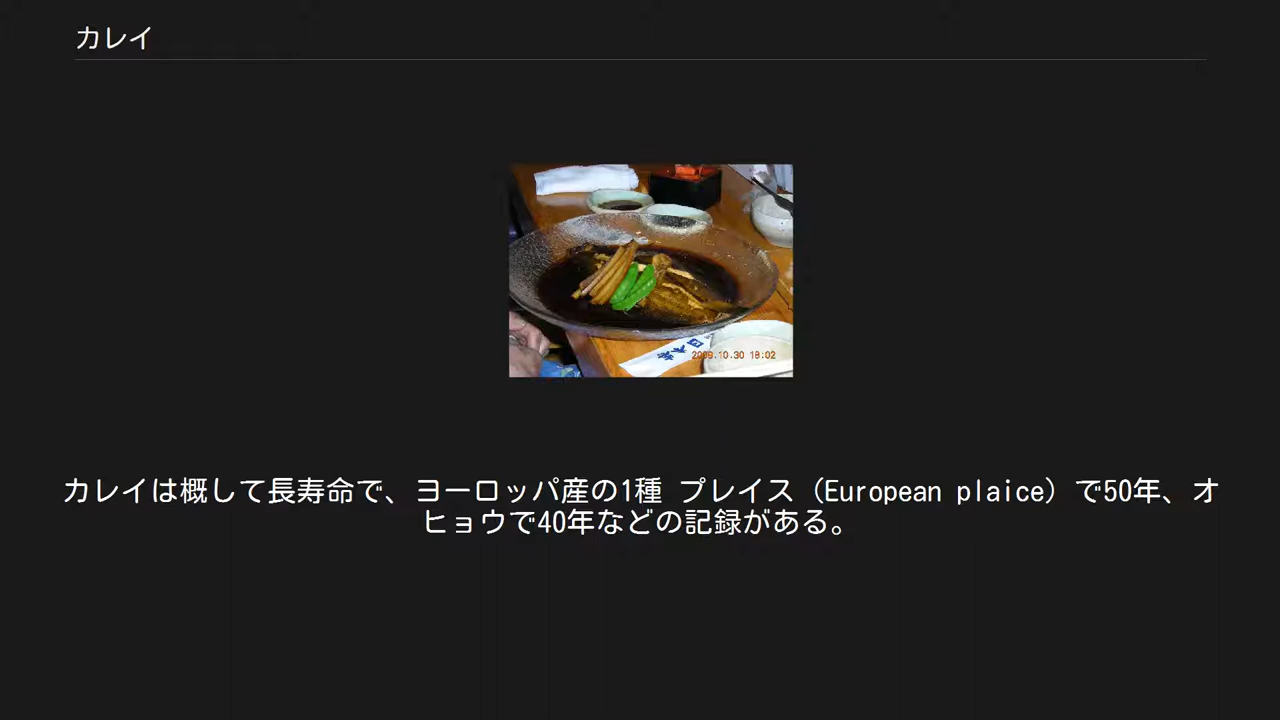 カレイ
2009.10.30 18:02
カレイは概して長寿命で、ヨーロッパ産の1種 プレイス（European plaice）で50年、オ
ヒョウで40年などの記録がある。